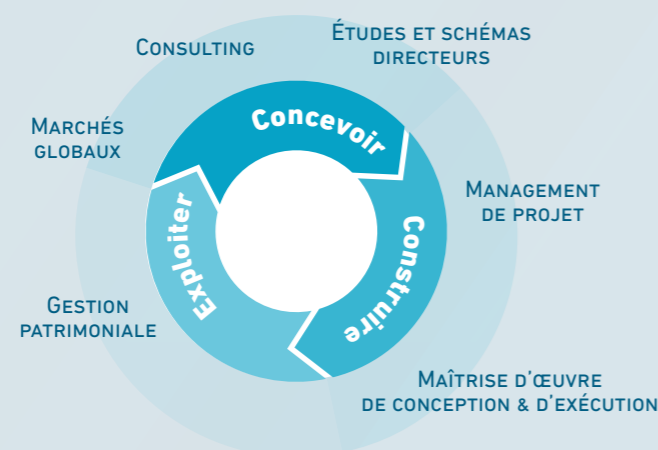 CONSULTING
ÉTUDES ET SCHÉMAS
DIRECTEURS
MARCHÉS
GLOBAUX
Concevoir
MANAGEMENT
DE PROJET
Construire
Exploiter
GESTION
PATRIMONIALE
MAÎTRISE D'ŒUVRE
DE CONCEPTION & D'EXÉCUTION